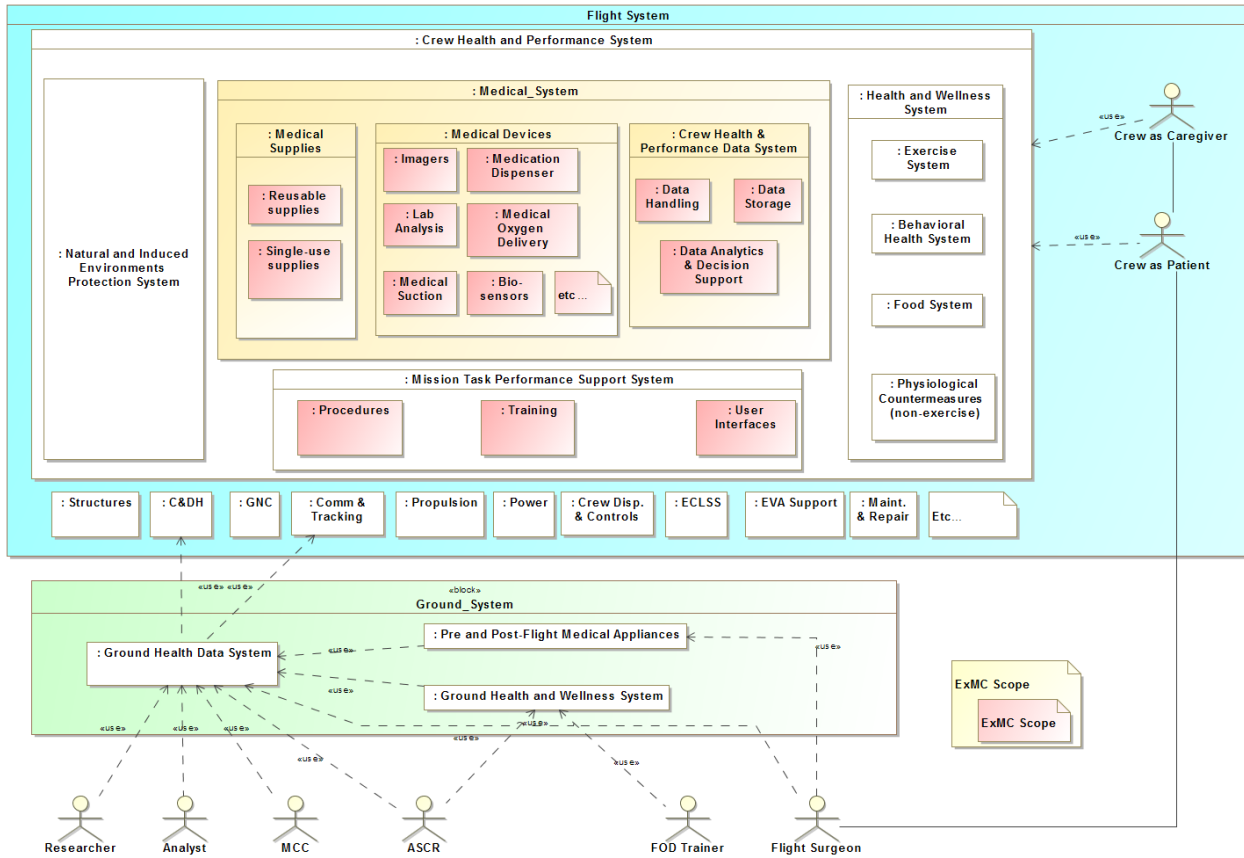 Flight System
: Crew Health and Performance System
: Natural and Induced
Environments
Protection System
: Medical_System
: Medical
Supplies
: Reusable
supplies
: Single-use
supplies
: Medical Devices
: Imagers
: Medication
Dispenser
: Lab
Analysis
: Medical
Oxygen
Delivery
: Medical
Suction
: Bio-
sensors
etc ...
: Crew Health &
Performance Data System
: Data
Handling
: Data
Storage
: Data Analytics
& Decision
Support
: Health and Wellness
System
: Exercise
System
: Behavioral
Health System
: Food System
: Physiological
Countermeasures
(non-exercise)
: Mission Task Performance Support System
: Procedures
: Training
: User
Interfaces
«use»
Crew as Caregiver
«use»
Crew as Patient
: Structures
: C&DH
: GNC
: Comm &
Tracking
: Propulsion
: Power
: Crew Disp.
& Controls
: ECLSS
: EVA Support
: Maint.
& Repair
Etc...
«use»
«use»
«block»
Ground_System
: Ground Health Data System
: Pre and Post-Flight Medical Appliances
: Ground Health and Wellness System
«use»
«use»
«use»
«use»
«use»
«use»
«use»
«use»
«use»
«use»
«use»
ExMC Scope
ExMC Scope
Researcher
Analyst
MCC
ASCR
FOD Trainer
Flight Surgeon